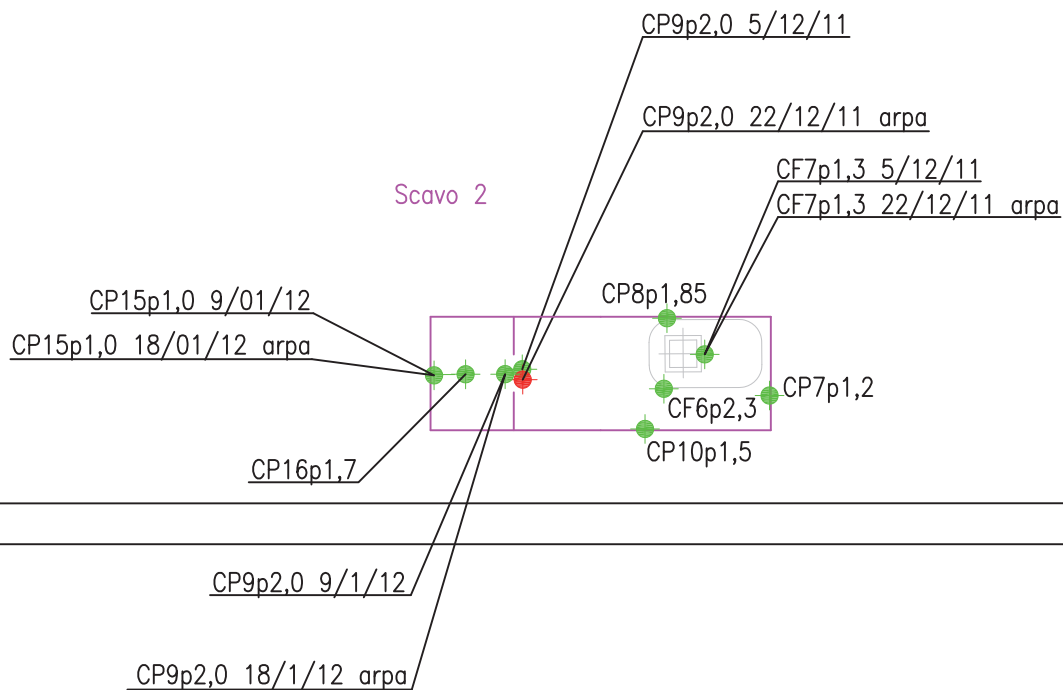 CP9p2,0 5/12/11
CP9p2,0 22/12/11 arpa
CF7p1,3 5/12/11
Scavo 2
CF7p1,3 22/12/11 arpa
CP8p1,85
CP15p1,0 9/01/12
CP15p1,0 18/01/12 arpa
CP7p1,2
CF6p2,3
CP10p1,5
CP16p1,7
CP9p2,0 9/1/12
CP9p2,0 18/1/12 arpa